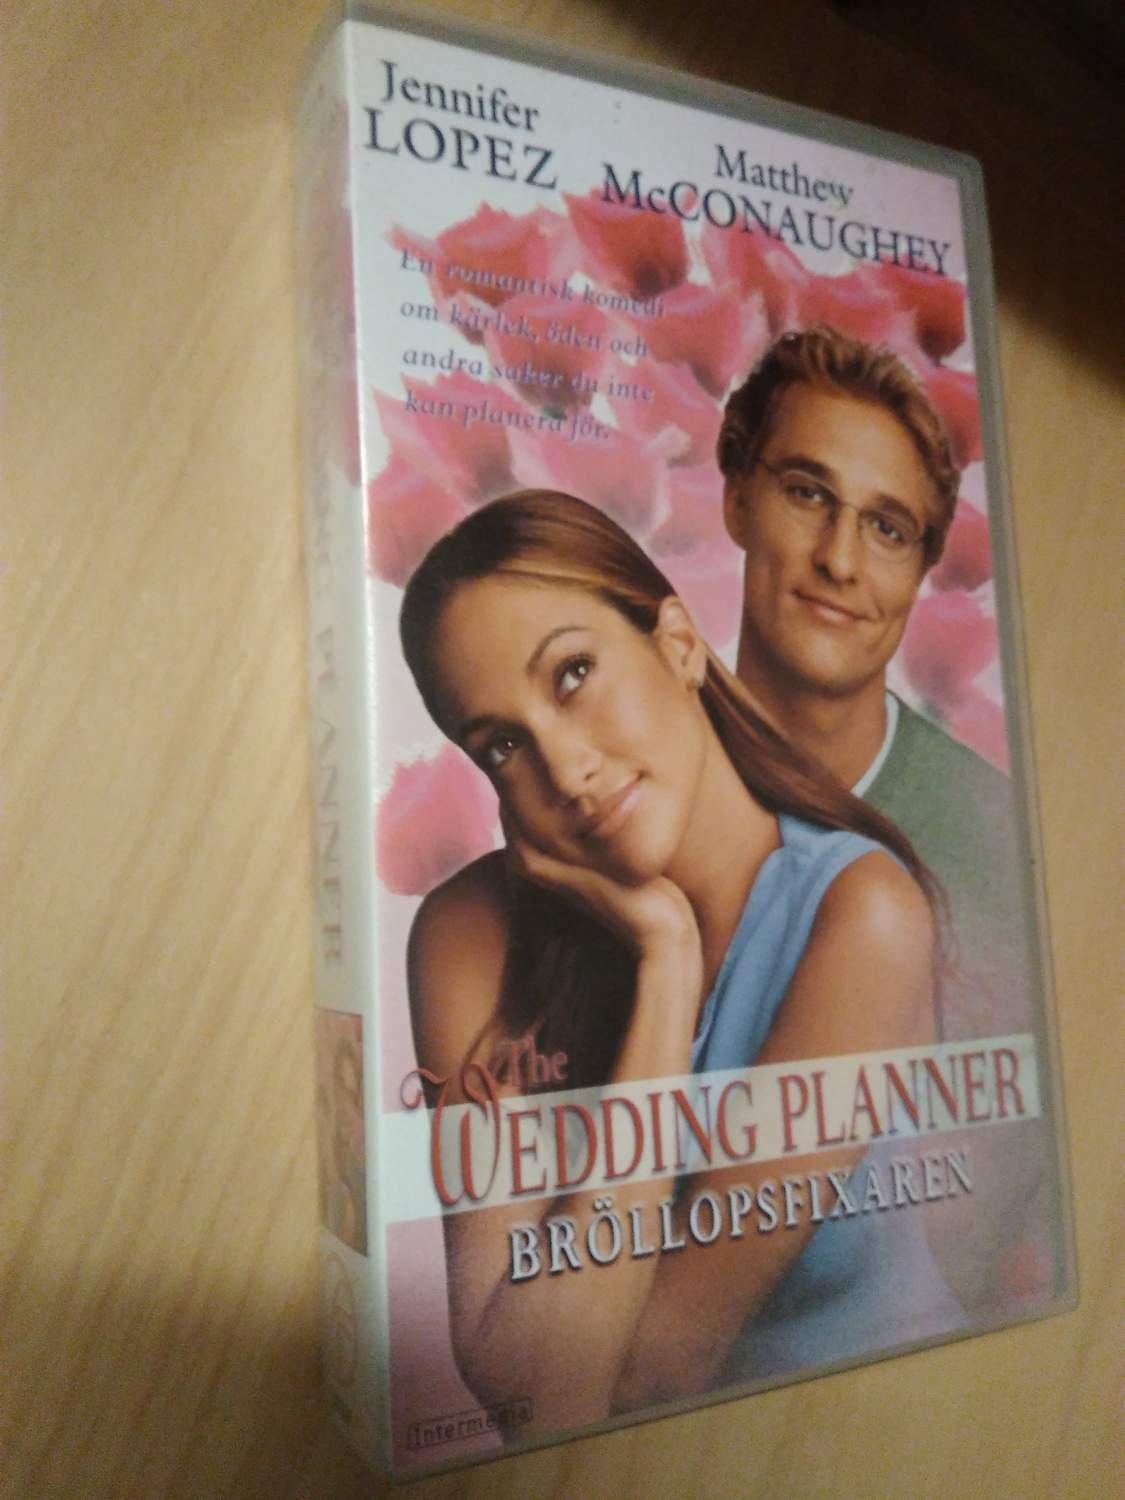 Jennifer
LOPEZ
Matthew
McCONAUGHEY
En romantisk komedi
om kärlek, öden och
andra saker du inte
kan planera för.
The
WEDDING PLANNER
BRÖLLOPSFIXAREN
Intermedia
PLANNER